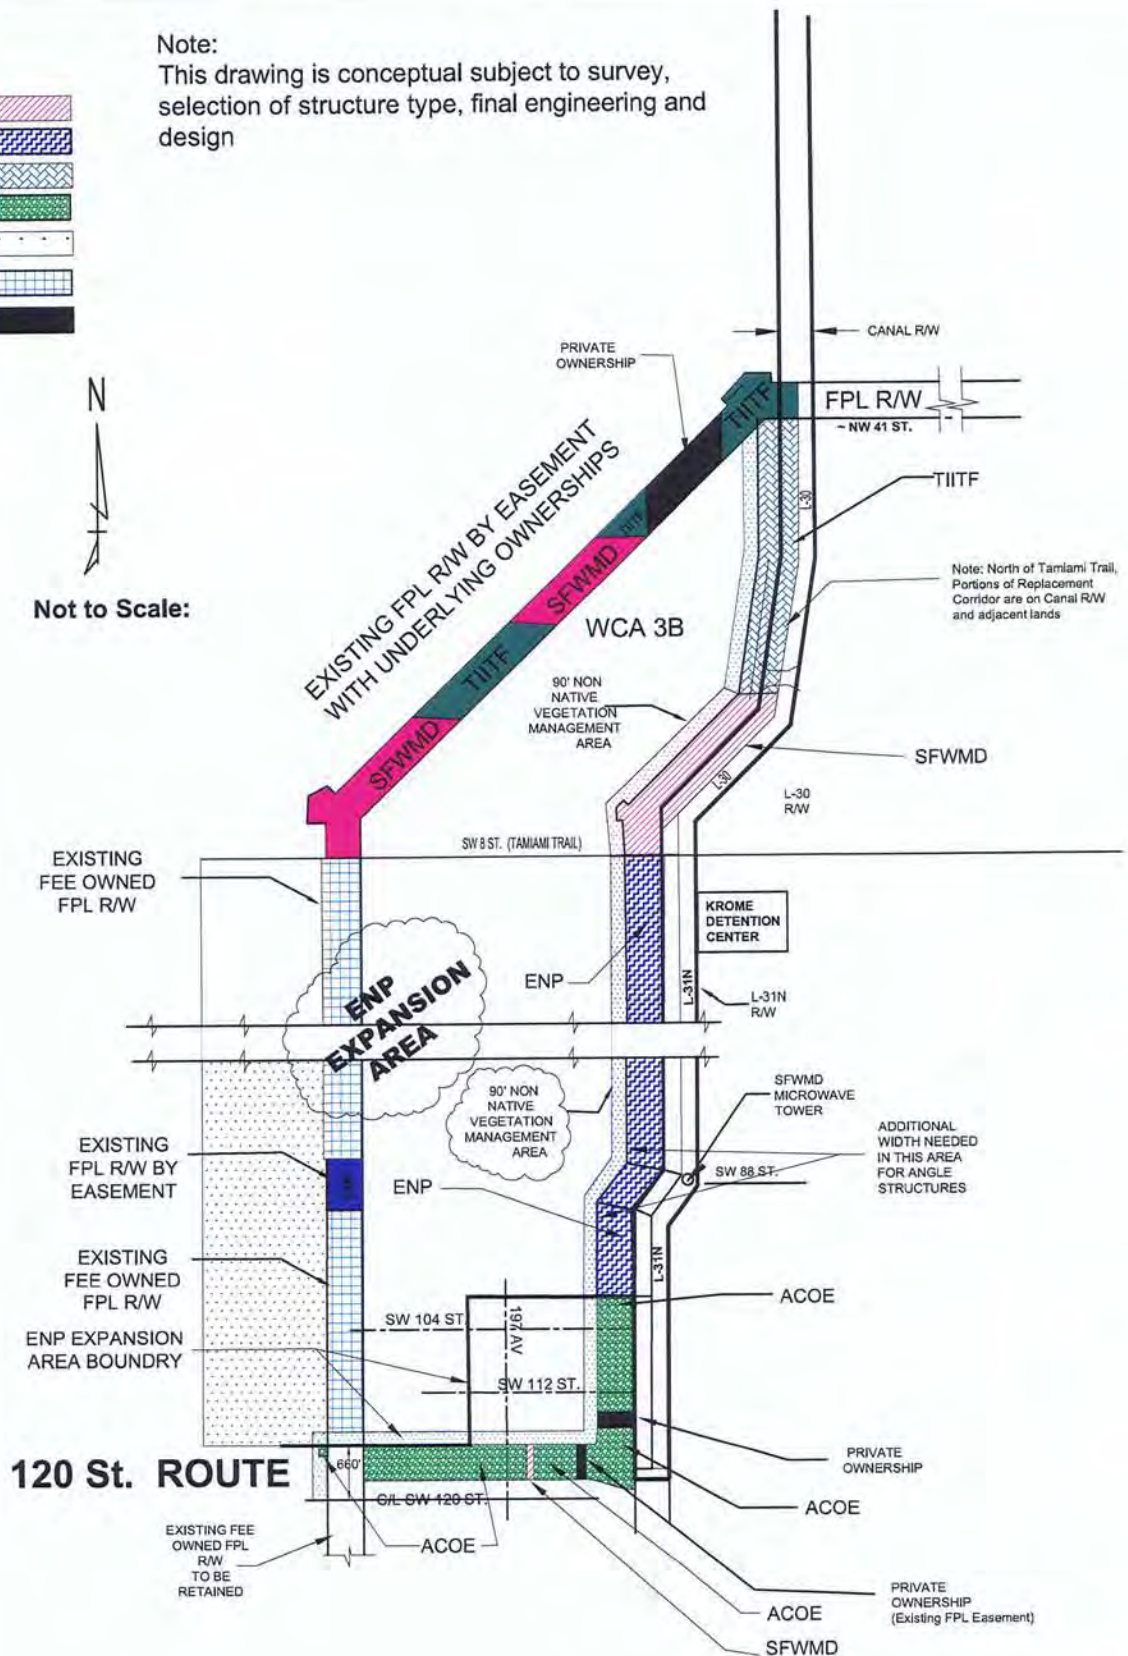 Note:
This drawing is conceptual subject to survey,
selection of structure type, final engineering and
design
N
Not to Scale:
CANAL R/W
PRIVATE
OWNERSHIP
FPL R/W
~ NW 41 ST.
TIITF
TIITF
L-30
EXISTING FPL R/W BY EASEMENT
WITH UNDERLYING OWNERSHIPS
TIITF
SFWMD
TIITF
SFWMD
WCA 3B
Note: North of Tamiami Trail,
Portions of Replacement
Corridor are on Canal R/W
and adjacent lands
90' NON
NATIVE
VEGETATION
MANAGEMENT
AREA
SFWMD
L-30
L-30
R/W
SW 8 ST. (TAMIAMI TRAIL)
EXISTING
FEE OWNED
FPL R/W
KROME
DETENTION
CENTER
ENP
EXPANSION
AREA
ENP
L-31N
L-31N
R/W
90' NON
NATIVE
VEGETATION
MANAGEMENT
AREA
SFWMD
MICROWAVE
TOWER
ADDITIONAL
WIDTH NEEDED
IN THIS AREA
FOR ANGLE
STRUCTURES
SW 88 ST.
EXISTING
FPL R/W BY
EASEMENT
ENP
L-31N
EXISTING
FEE OWNED
FPL R/W
ACOE
SW 104 ST.
197 AV
ENP EXPANSION
AREA BOUNDRY
SW 112 ST.
PRIVATE
OWNERSHIP
120 St. ROUTE
660'
C/L SW 120 ST.
ACOE
EXISTING FEE
OWNED FPL
R/W
TO BE
RETAINED
ACOE
PRIVATE
OWNERSHIP
(Existing FPL Easement)
ACOE
SFWMD